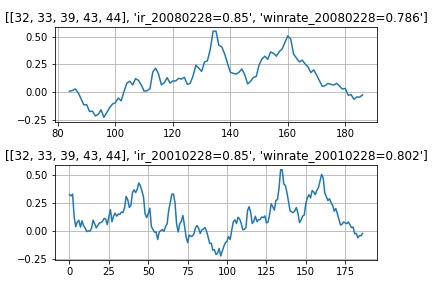 [[32, 33, 39, 43, 44], 'ir_20080228=0.85', 'winrate_20080228=0.786']
0.50
0.25
0.00
-0.25
80 100 120 140 160 180
[[32, 33, 39, 43, 44], 'ir_20010228=0.85', 'winrate_20010228=0.802']
0.50
0.25
0.00
-0.25
0 25 50 75 100 125 150 175